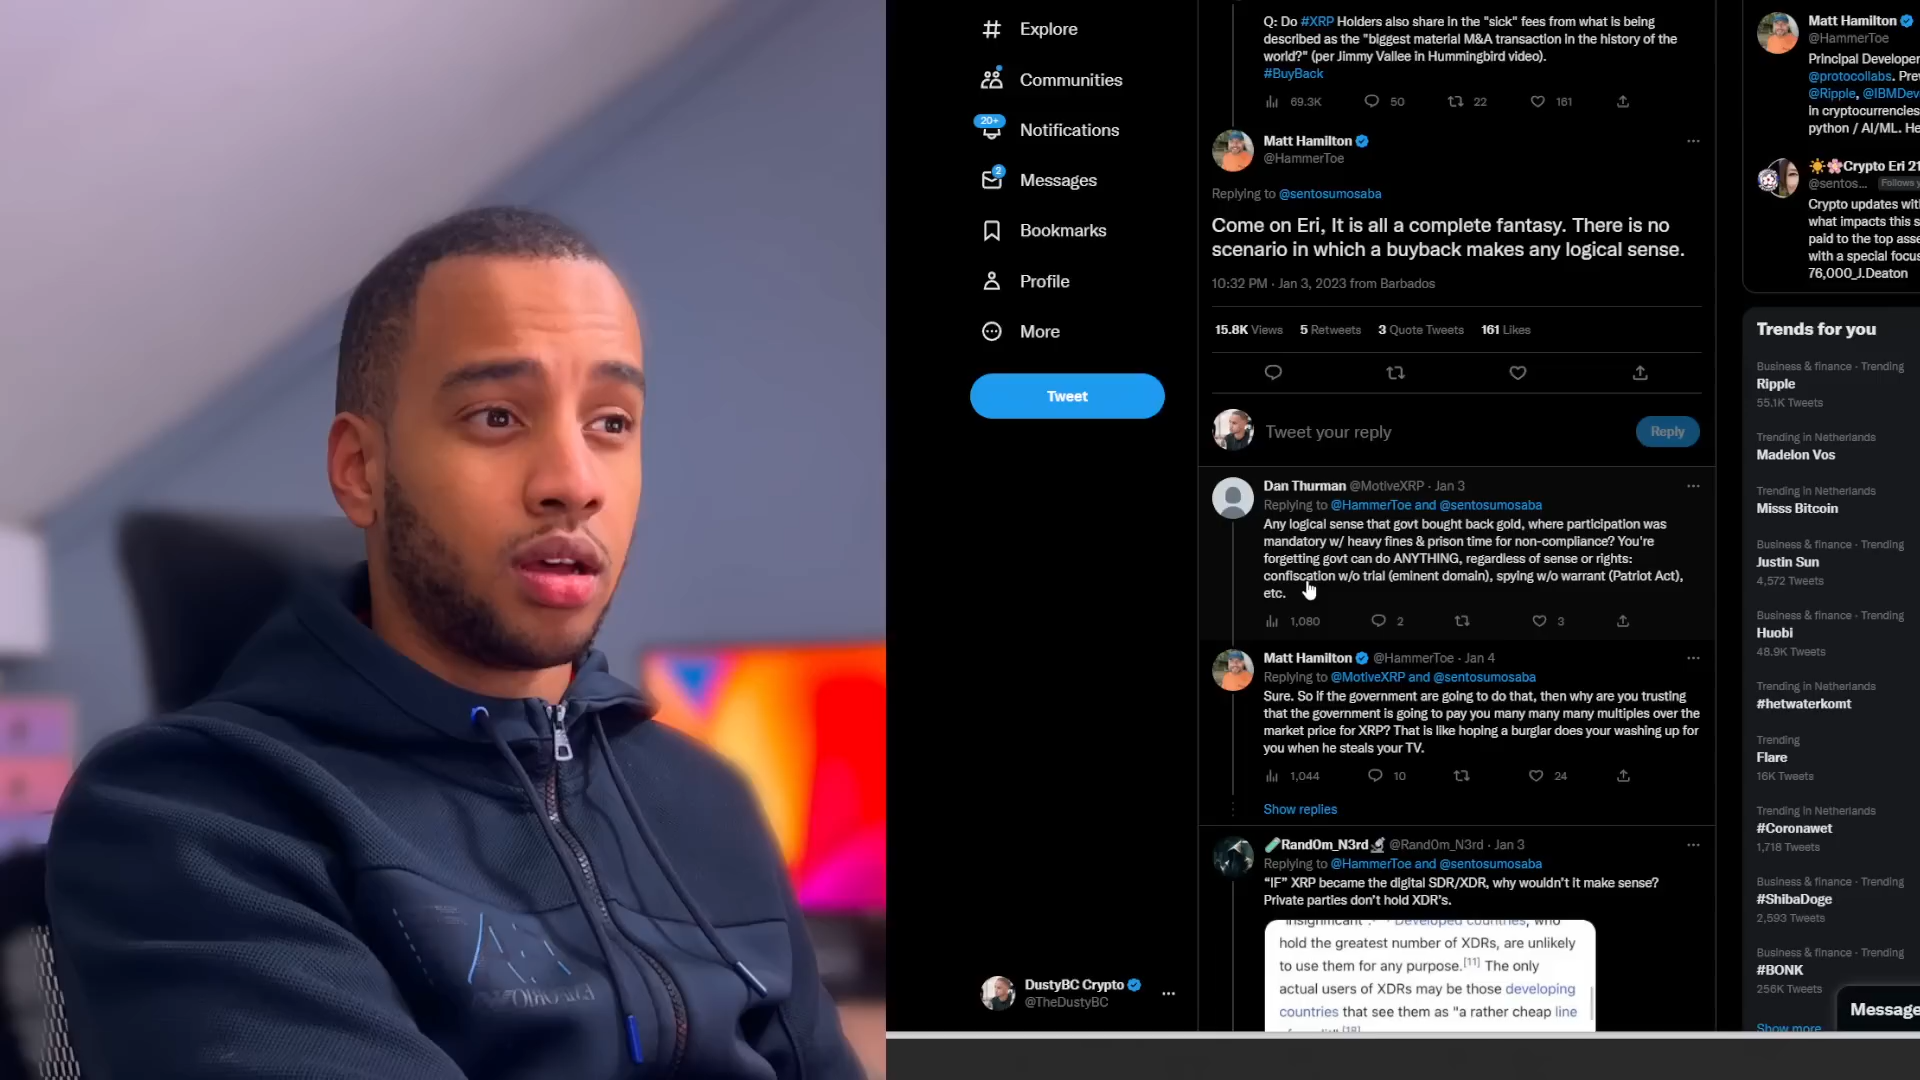 Explore
Communities
20+
Notifications
2
Messages
Bookmarks
Profile
More
Tweet
DustyBC Crypto
@TheDustyBC
Q: Do #XRP Holders also share in the "sick" fees from what is being
described as the "biggest material M&A transaction in the history of the
world?" (per Jimmy Vallee in Hummingbird video).
#BuyBack
69.3K 50 22 161
Matt Hamilton
@HammerToe
Replying to @sentosumosaba
Come on Eri, It is all a complete fantasy. There is no
scenario in which a buyback makes any logical sense.
10:32 PM · Jan 3, 2023 from Barbados
15.8K Views 5 Retweets 3 Quote Tweets 161 Likes
Tweet your reply
Reply
Dan Thurman @MotiveXRP · Jan 3
Replying to @HammerToe and @sentosumosaba
Any logical sense that govt bought back gold, where participation was
mandatory w/ heavy fines & prison time for non-compliance? You're
forgetting govt can do ANYTHING, regardless of sense or rights:
confiscation w/o trial (eminent domain), spying w/o warrant (Patriot Act),
etc.
1,080 2 3
Matt Hamilton @HammerToe · Jan 4
Replying to @MotiveXRP and @sentosumosaba
Sure. So if the government are going to do that, then why are you trusting
that the government is going to pay you many many many multiples over the
market price for XRP? That is like hoping a burglar does your washing up for
you when he steals your TV.
1,044 10 24
Show replies
Rand0m_N3rd @Rand0m_N3rd · Jan 3
Replying to @HammerToe and @sentosumosaba
“IF” XRP became the digital SDR/XDR, why wouldn’t it make sense?
Private parties don’t hold XDR’s.
insignificant Developed countries, who
hold the greatest number of XDRs, are unlikely
to use them for any purpose.[11] The only
actual users of XDRs may be those developing
countries that see them as "a rather cheap line
Matt Hamilton
@HammerToe
Principal Developer
@protocollabs. Prev
@Ripple, @IBMDev
in cryptocurrencies
python / AI/ML. He
Crypto Eri 21
@sentos... Follows y
Crypto updates wit
what impacts this s
paid to the top asse
with a special focus
76,000_J.Deaton
Trends for you
Business & finance · Trending
Ripple
55.1K Tweets
Trending in Netherlands
Madelon Vos
Trending in Netherlands
Misss Bitcoin
Business & finance · Trending
Justin Sun
4,572 Tweets
Business & finance · Trending
Huobi
48.9K Tweets
Trending in Netherlands
#hetwaterkomt
Trending
Flare
16K Tweets
Trending in Netherlands
#Coronawet
1,718 Tweets
Business & finance · Trending
#ShibaDoge
2,593 Tweets
Business & finance · Trending
#BONK
256K Tweets
Show more
Message